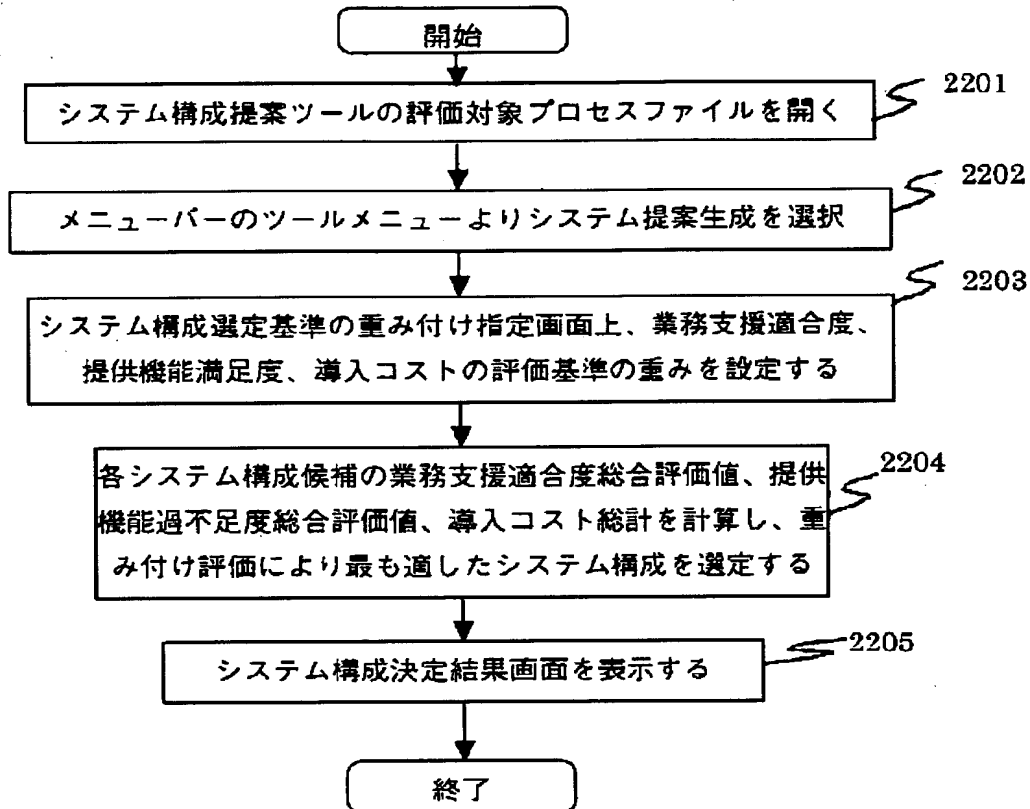 開始
システム構成提案ツールの評価対象プロセスファイルを開く
2201
メニューバーのツールメニューよりシステム提案生成を選択
2202
システム構成選定基準の重み付け指定画面上、業務支援適合度、
提供機能満足度、導入コストの評価基準の重みを設定する
2203
各システム構成候補の業務支援適合度総合評価値、提供
機能過不足度総合評価値、導入コスト総計を計算し、重
み付け評価により最も適したシステム構成を選定する
2204
システム構成決定結果画面を表示する
2205
終了